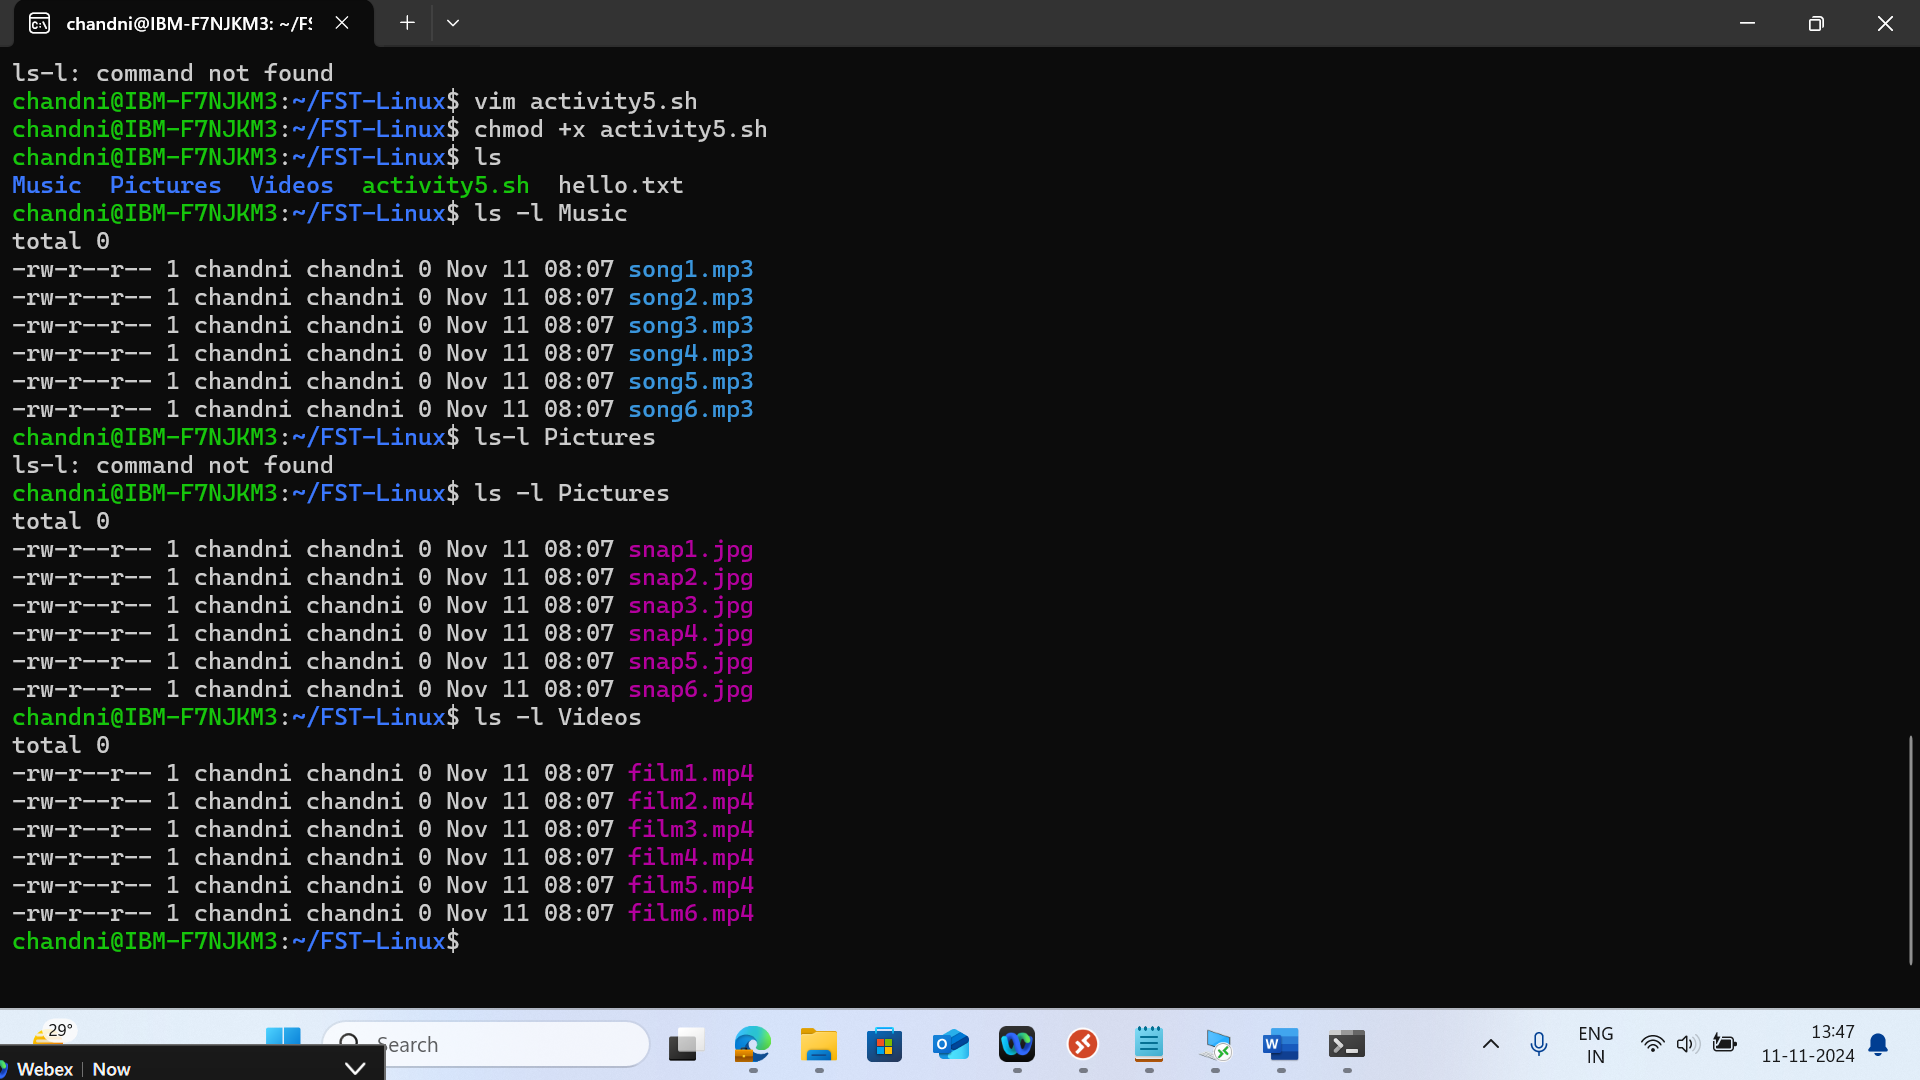 chandni@IBM-F7NJKM3: ~/FS
ls-l: command not found
chandni@IBM-F7NJKM3:~/FST-Linux$ vim activity5.sh
chandni@IBM-F7NJKM3:~/FST-Linux$ chmod +x activity5.sh
chandni@IBM-F7NJKM3:~/FST-Linux$ ls
Music  Pictures  Videos  activity5.sh  hello.txt
chandni@IBM-F7NJKM3:~/FST-Linux$ ls -l Music
total 0
-rw-r--r-- 1 chandni chandni 0 Nov 11 08:07 song1.mp3
-rw-r--r-- 1 chandni chandni 0 Nov 11 08:07 song2.mp3
-rw-r--r-- 1 chandni chandni 0 Nov 11 08:07 song3.mp3
-rw-r--r-- 1 chandni chandni 0 Nov 11 08:07 song4.mp3
-rw-r--r-- 1 chandni chandni 0 Nov 11 08:07 song5.mp3
-rw-r--r-- 1 chandni chandni 0 Nov 11 08:07 song6.mp3
chandni@IBM-F7NJKM3:~/FST-Linux$ ls-l Pictures
ls-l: command not found
chandni@IBM-F7NJKM3:~/FST-Linux$ ls -l Pictures
total 0
-rw-r--r-- 1 chandni chandni 0 Nov 11 08:07 snap1.jpg
-rw-r--r-- 1 chandni chandni 0 Nov 11 08:07 snap2.jpg
-rw-r--r-- 1 chandni chandni 0 Nov 11 08:07 snap3.jpg
-rw-r--r-- 1 chandni chandni 0 Nov 11 08:07 snap4.jpg
-rw-r--r-- 1 chandni chandni 0 Nov 11 08:07 snap5.jpg
-rw-r--r-- 1 chandni chandni 0 Nov 11 08:07 snap6.jpg
chandni@IBM-F7NJKM3:~/FST-Linux$ ls -l Videos
total 0
-rw-r--r-- 1 chandni chandni 0 Nov 11 08:07 film1.mp4
-rw-r--r-- 1 chandni chandni 0 Nov 11 08:07 film2.mp4
-rw-r--r-- 1 chandni chandni 0 Nov 11 08:07 film3.mp4
-rw-r--r-- 1 chandni chandni 0 Nov 11 08:07 film4.mp4
-rw-r--r-- 1 chandni chandni 0 Nov 11 08:07 film5.mp4
-rw-r--r-- 1 chandni chandni 0 Nov 11 08:07 film6.mp4
chandni@IBM-F7NJKM3:~/FST-Linux$
29°
Search
ENG
IN
13:47
11-11-2024
Webex | Now